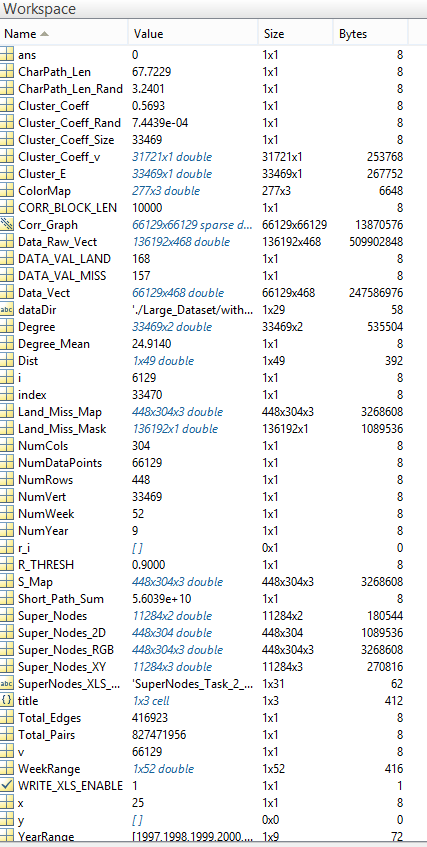 Workspace
Name Value Size Bytes
ans 0 1x1 8
CharPath_Len 67.7229 1x1 8
CharPath_Len_Rand 3.2401 1x1 8
Cluster_Coeff 0.5693 1x1 8
Cluster_Coeff_Rand 7.4439e-04 1x1 8
Cluster_Coeff_Size 33469 1x1 8
Cluster_Coeff_v 31721x1 double 31721x1 253768
Cluster_E 33469x1 double 33469x1 267752
ColorMap 277x3 double 277x3 6648
CORR_BLOCK_LEN 10000 1x1 8
Corr_Graph 66129x66129 sparse d... 66129x66129 13870576
Data_Raw_Vect 136192x468 double 136192x468 509902848
DATA_VAL_LAND 168 1x1 8
DATA_VAL_MISS 157 1x1 8
Data_Vect 66129x468 double 66129x468 247586976
abc dataDir './Large_Dataset/with... 1x29 58
Degree 33469x2 double 33469x2 535504
Degree_Mean 24.9140 1x1 8
Dist 1x49 double 1x49 392
i 6129 1x1 8
index 33470 1x1 8
Land_Miss_Map 448x304x3 double 448x304x3 3268608
Land_Miss_Mask 136192x1 double 136192x1 1089536
NumCols 304 1x1 8
NumDataPoints 66129 1x1 8
NumRows 448 1x1 8
NumVert 33469 1x1 8
NumWeek 52 1x1 8
NumYear 9 1x1 8
r_i [ ] 0x1 0
R_THRESH 0.9000 1x1 8
S_Map 448x304x3 double 448x304x3 3268608
Short_Path_Sum 5.6039e+10 1x1 8
Super_Nodes 11284x2 double 11284x2 180544
Super_Nodes_2D 448x304 double 448x304 1089536
Super_Nodes_RGB 448x304x3 double 448x304x3 3268608
Super_Nodes_XY 11284x3 double 11284x3 270816
abc SuperNodes_XLS_... 'SuperNodes_Task_2_... 1x31 62
{} title 1x3 cell 1x3 412
Total_Edges 416923 1x1 8
Total_Pairs 827471956 1x1 8
v 66129 1x1 8
WeekRange 1x52 double 1x52 416
WRITE_XLS_ENABLE 1 1x1 1
x 25 1x1 8
y [ ] 0x0 0
YearRange [1997,1998,1999,2000,... 1x9 72